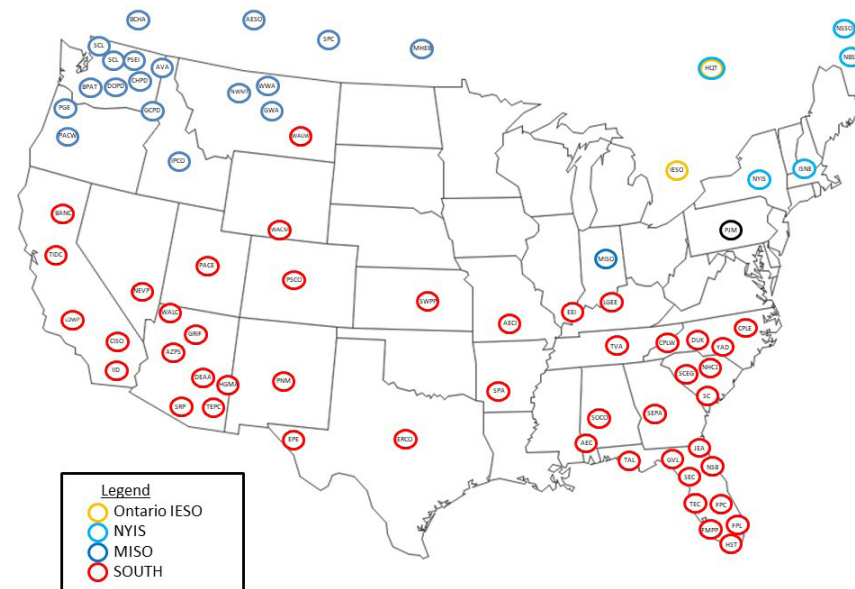 BCHA
AESO
SPC
MHEB
NSSO
NBS
HQT
SCL
SCL
PSEI
AVA
BPAT
DOPD
CHPD
NWMT
WWA
GWA
PGE
GCPD
PACW
WAUW
IPCO
IESO
NYIS
ISNE
BANC
WACM
PJM
TIDC
PACE
MISO
PSCO
NEVP
SWPP
LGEE
EEI
WALC
LDWP
AECI
CPLE
GRIF
CISO
TVA
CPLW
DUK
YAD
AZPS
IID
DEAA
HGMA
PNM
SPA
SCEG
NHC1
SC
SRP
TEPC
SOCO
SEPA
EPE
ERCO
AEC
JEA
TAL
GVL
NSB
SEC
TEC
FPC
FMPP
FPL
HST
Legend
Ontario IESO
NYIS
MISO
SOUTH